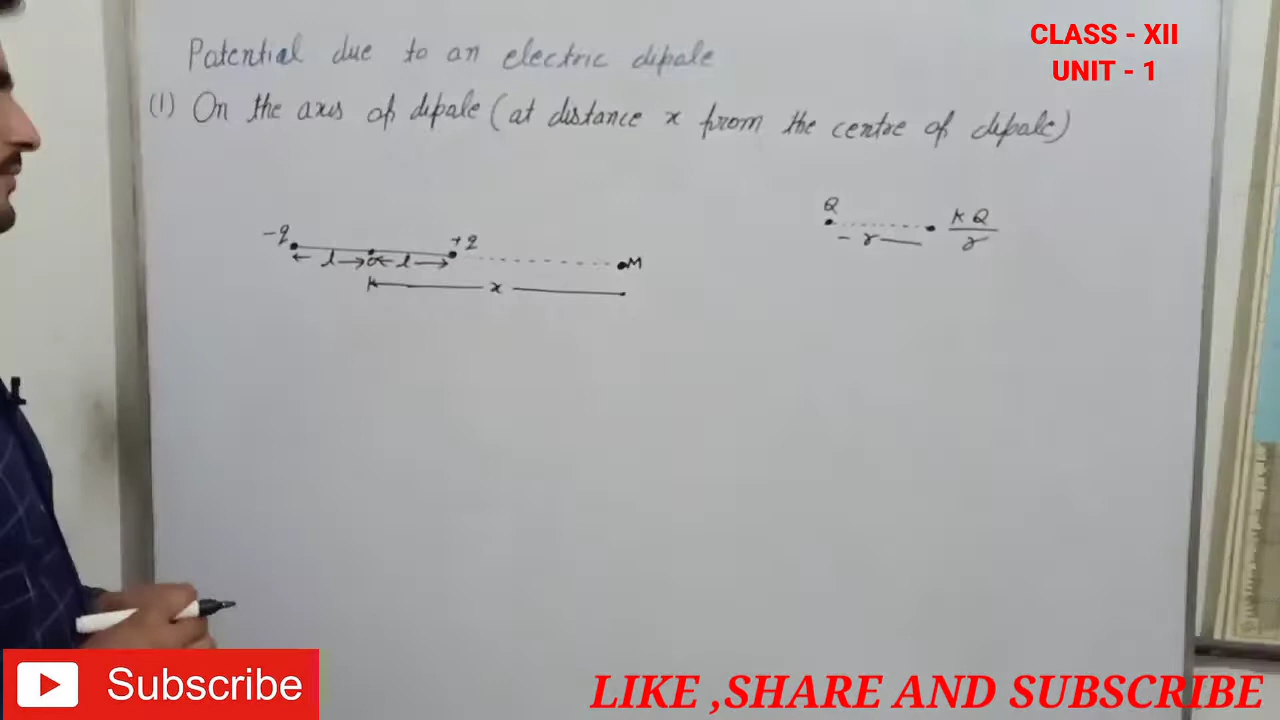 CLASS - XII
UNIT - 1
Potential due to an electric dipole
(1) On the axis of dipole (at distance x from the centre of dipole)
-q
+q
M
l
o
l
x
Q
r
KQ
r
Subscribe
LIKE ,SHARE AND SUBSCRIBE